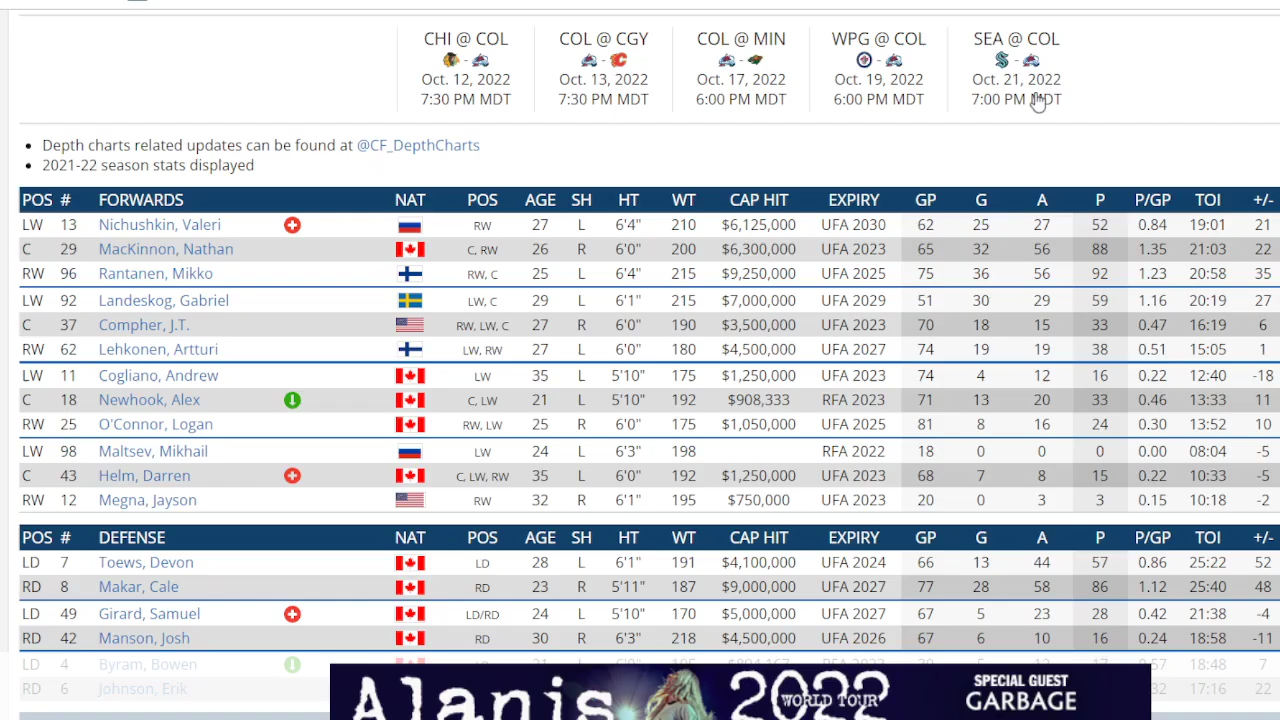 CHI @ COL COL @ CGY COL @ MIN WPG @ COL SEA @ COL
Oct. 12, 2022 Oct. 13, 2022 Oct. 17, 2022 Oct. 19, 2022 Oct. 21, 2022
7:30 PM MDT 7:30 PM MDT 6:00 PM MDT 6:00 PM MDT 7:00 PM MDT
• Depth charts related updates can be found at @CF_DepthCharts
• 2021-22 season stats displayed
POS # FORWARDS NAT POS AGE SH HT WT CAP HIT EXPIRY GP G A P P/GP TOI +/-
LW 13 Nichushkin, Valeri RW 27 L 6'4" 210 $6,125,000 UFA 2030 62 25 27 52 0.84 19:01 21
C 29 MacKinnon, Nathan C, RW 26 R 6'0" 200 $6,300,000 UFA 2023 65 32 56 88 1.35 21:03 22
RW 96 Rantanen, Mikko RW, C 25 L 6'4" 215 $9,250,000 UFA 2025 75 36 56 92 1.23 20:58 35
LW 92 Landeskog, Gabriel LW, C 29 L 6'1" 215 $7,000,000 UFA 2029 51 30 29 59 1.16 20:19 27
C 37 Compher, J.T. RW, LW, C 27 R 6'0" 190 $3,500,000 UFA 2023 70 18 15 33 0.47 16:19 6
RW 62 Lehkonen, Artturi LW, RW 27 L 6'0" 180 $4,500,000 UFA 2027 74 19 19 38 0.51 15:05 1
LW 11 Cogliano, Andrew LW 35 L 5'10" 175 $1,250,000 UFA 2023 74 4 12 16 0.22 12:40 -18
C 18 Newhook, Alex C, LW 21 L 5'10" 192 $908,333 RFA 2023 71 13 20 33 0.46 13:33 11
RW 25 O'Connor, Logan RW, LW 25 R 6'0" 175 $1,050,000 UFA 2025 81 8 16 24 0.30 13:52 10
LW 98 Maltsev, Mikhail LW 24 L 6'3" 198 RFA 2022 18 0 0 0 0.00 08:04 -5
C 43 Helm, Darren C, LW, RW 35 L 6'0" 192 $1,250,000 UFA 2023 68 7 8 15 0.22 10:33 -5
RW 12 Megna, Jayson RW 32 R 6'1" 195 $750,000 UFA 2023 20 0 3 3 0.15 10:18 -2
POS # DEFENSE NAT POS AGE SH HT WT CAP HIT EXPIRY GP G A P P/GP TOI +/-
LD 7 Toews, Devon LD 28 L 6'1" 191 $4,100,000 UFA 2024 66 13 44 57 0.86 25:22 52
RD 8 Makar, Cale RD 23 R 5'11" 187 $9,000,000 UFA 2027 77 28 58 86 1.12 25:40 48
LD 49 Girard, Samuel LD/RD 24 L 5'10" 170 $5,000,000 UFA 2027 67 5 23 28 0.42 21:38 -4
RD 42 Manson, Josh RD 30 R 6'3" 218 $4,500,000 UFA 2026 67 6 10 16 0.24 18:58 -11
LD 4 Byram, Bowen 18:48 7
RD 6 Johnson, Erik 17:16 22
Alanis 2022 WORLD TOUR SPECIAL GUEST GARBAGE